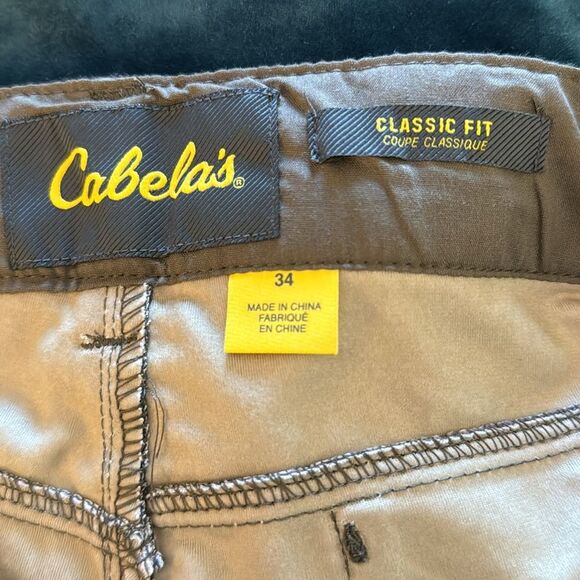 Cabela's®
CLASSIC FIT
COUPE CLASSIQUE
34
MADE IN CHINA
FABRIQUÉ
EN CHINE